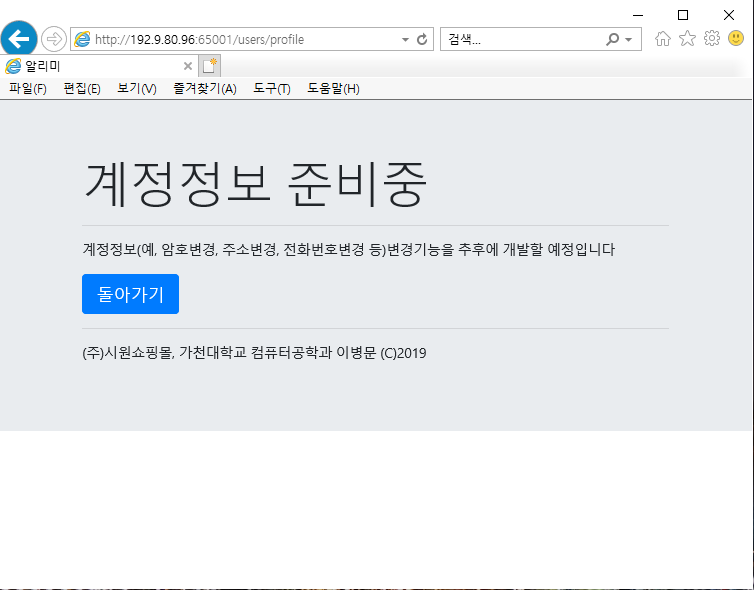 http://192.9.80.96:65001/users/profile
검색...
알리미
파일(F) 편집(E) 보기(V) 즐겨찾기(A) 도구(T) 도움말(H)
계정정보 준비중
계정정보(예, 암호변경, 주소변경, 전화번호변경 등)변경기능을 추후에 개발할 예정입니다
돌아가기
(주)시원쇼핑몰, 가천대학교 컴퓨터공학과 이병문 (C)2019